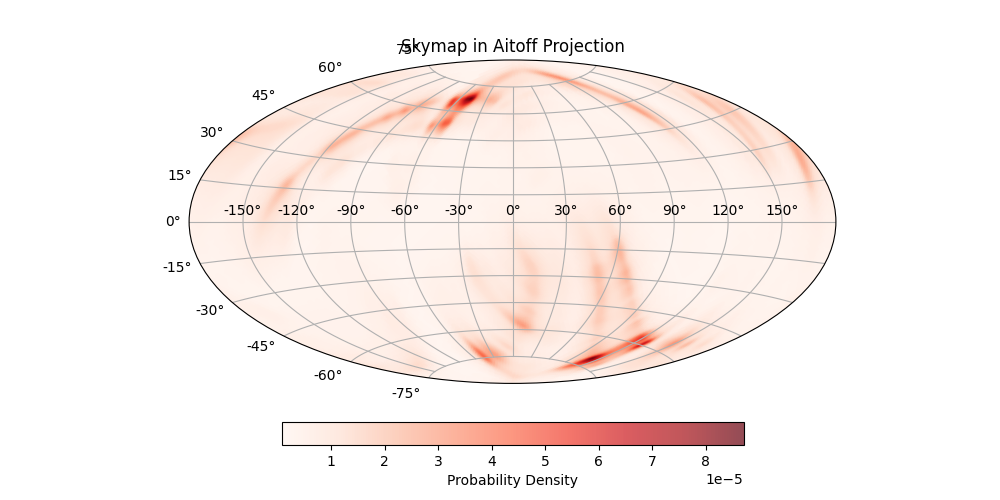 Skymap in Aitoff Projection
75°
60°
45°
30°
15°
-150° -120° -90° -60° -30° 0° 30° 60° 90° 120° 150°
0°
-15°
-30°
-45°
-60°
-75°
1 2 3 4 5 6 7 8
Probability Density
1e−5